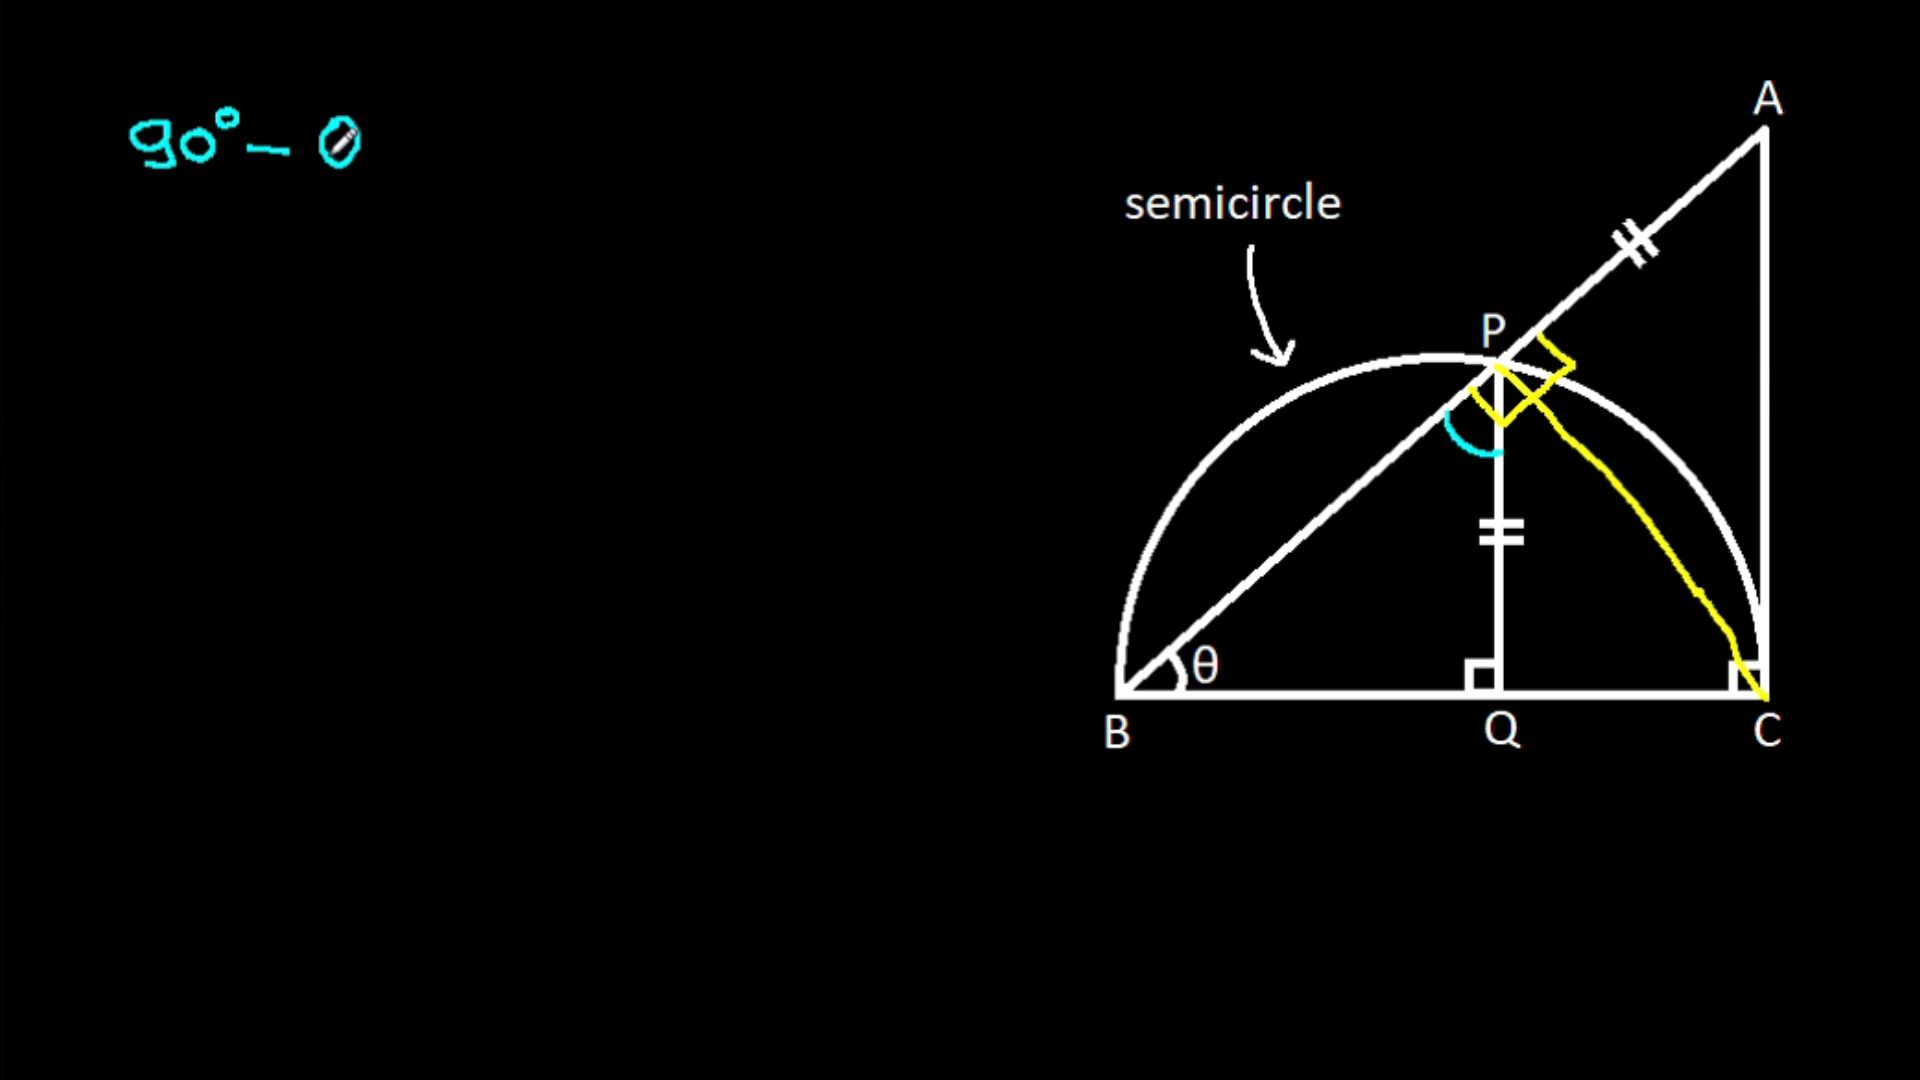 90° - θ
A
semicircle
P
θ
B
Q
C